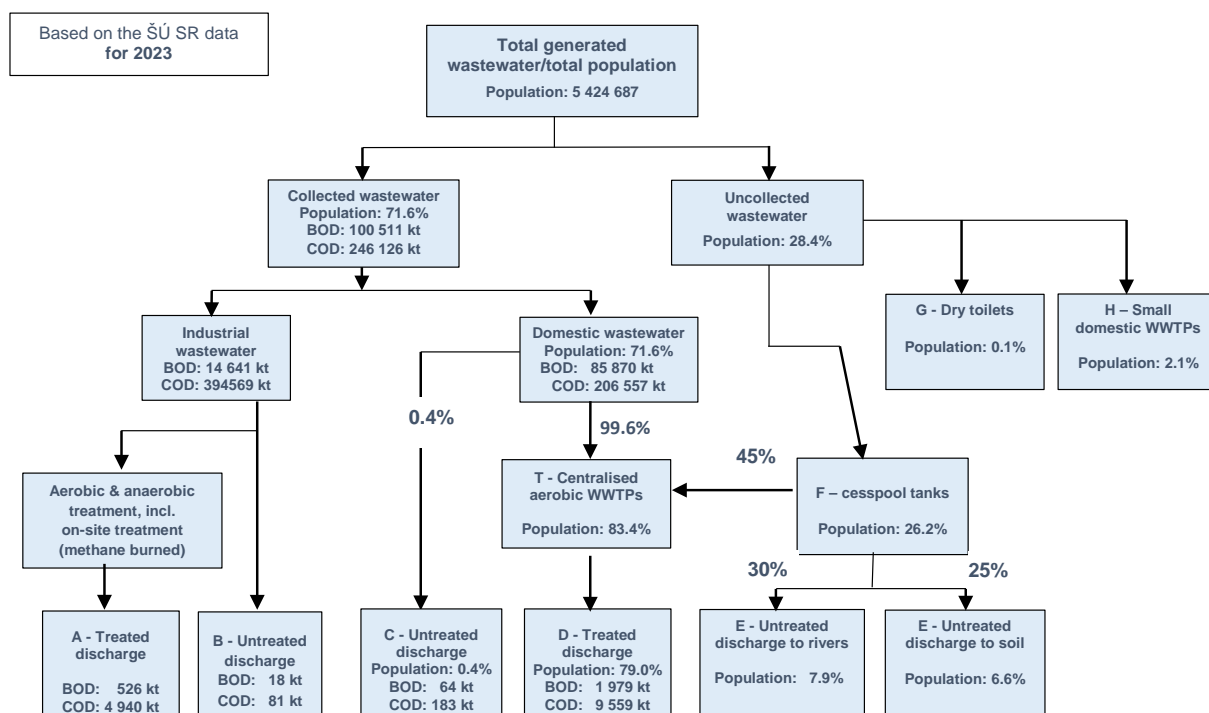 Based on the ŠÚ SR data
for 2023
Total generated
wastewater/total population
Population: 5 424 687
Collected wastewater
Population: 71.6%
BOD: 100 511 kt
COD: 246 126 kt
Uncollected
wastewater
Population: 28.4%
Industrial
wastewater
BOD: 14 641 kt
COD: 394569 kt
Domestic wastewater
Population: 71.6%
BOD: 85 870 kt
COD: 206 557 kt
G - Dry toilets
Population: 0.1%
H – Small
domestic WWTPs
Population: 2.1%
0.4%
99.6%
45%
Aerobic & anaerobic
treatment, incl.
on-site treatment
(methane burned)
T - Centralised
aerobic WWTPs
Population: 83.4%
F – cesspool tanks
Population: 26.2%
30%
25%
A - Treated
discharge
BOD: 526 kt
COD: 4 940 kt
B - Untreated
discharge
BOD: 18 kt
COD: 81 kt
C - Untreated
discharge
Population: 0.4%
BOD: 64 kt
COD: 183 kt
D - Treated
discharge
Population: 79.0%
BOD: 1 979 kt
COD: 9 559 kt
E - Untreated
discharge to rivers
Population: 7.9%
E - Untreated
discharge to soil
Population: 6.6%